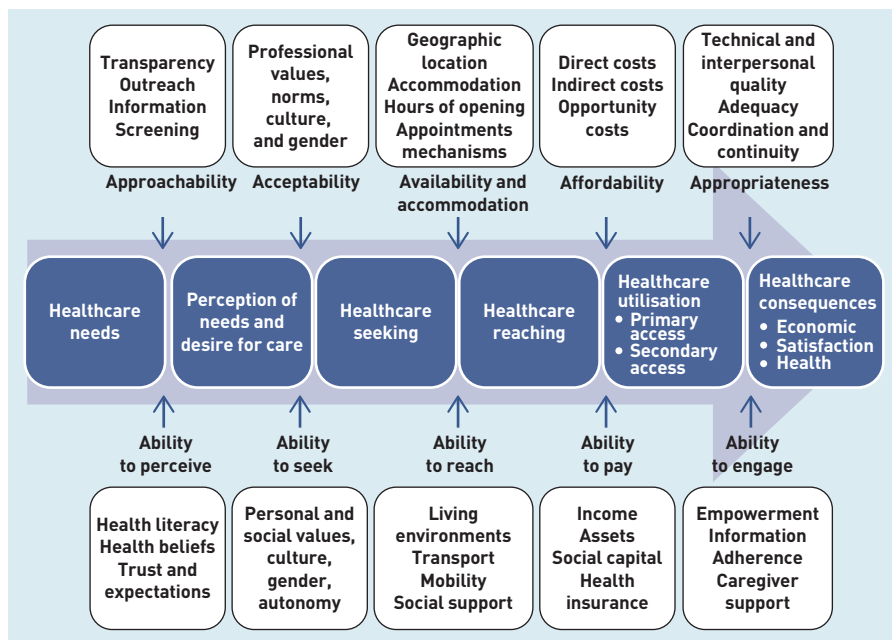 Transparency
Outreach
Information
Screening
Professional
values,
norms,
culture,
and gender
Geographic
location
Accommodation
Hours of opening
Appointments
mechanisms
Direct costs
Indirect costs
Opportunity
costs
Technical and
interpersonal
quality
Adequacy
Coordination and
continuity
Approachability
Acceptability
Availability and
accommodation
Affordability
Appropriateness
Healthcare
needs
Perception of
needs and
desire for care
Healthcare
seeking
Healthcare
reaching
Healthcare
utilisation
• Primary
access
• Secondary
access
Healthcare
consequences
• Economic
• Satisfaction
• Health
Ability
to perceive
Ability
to seek
Ability
to reach
Ability
to pay
Ability
to engage
Health literacy
Health beliefs
Trust and
expectations
Personal and
social values,
culture,
gender,
autonomy
Living
environments
Transport
Mobility
Social support
Income
Assets
Social capital
Health
insurance
Empowerment
Information
Adherence
Caregiver
support